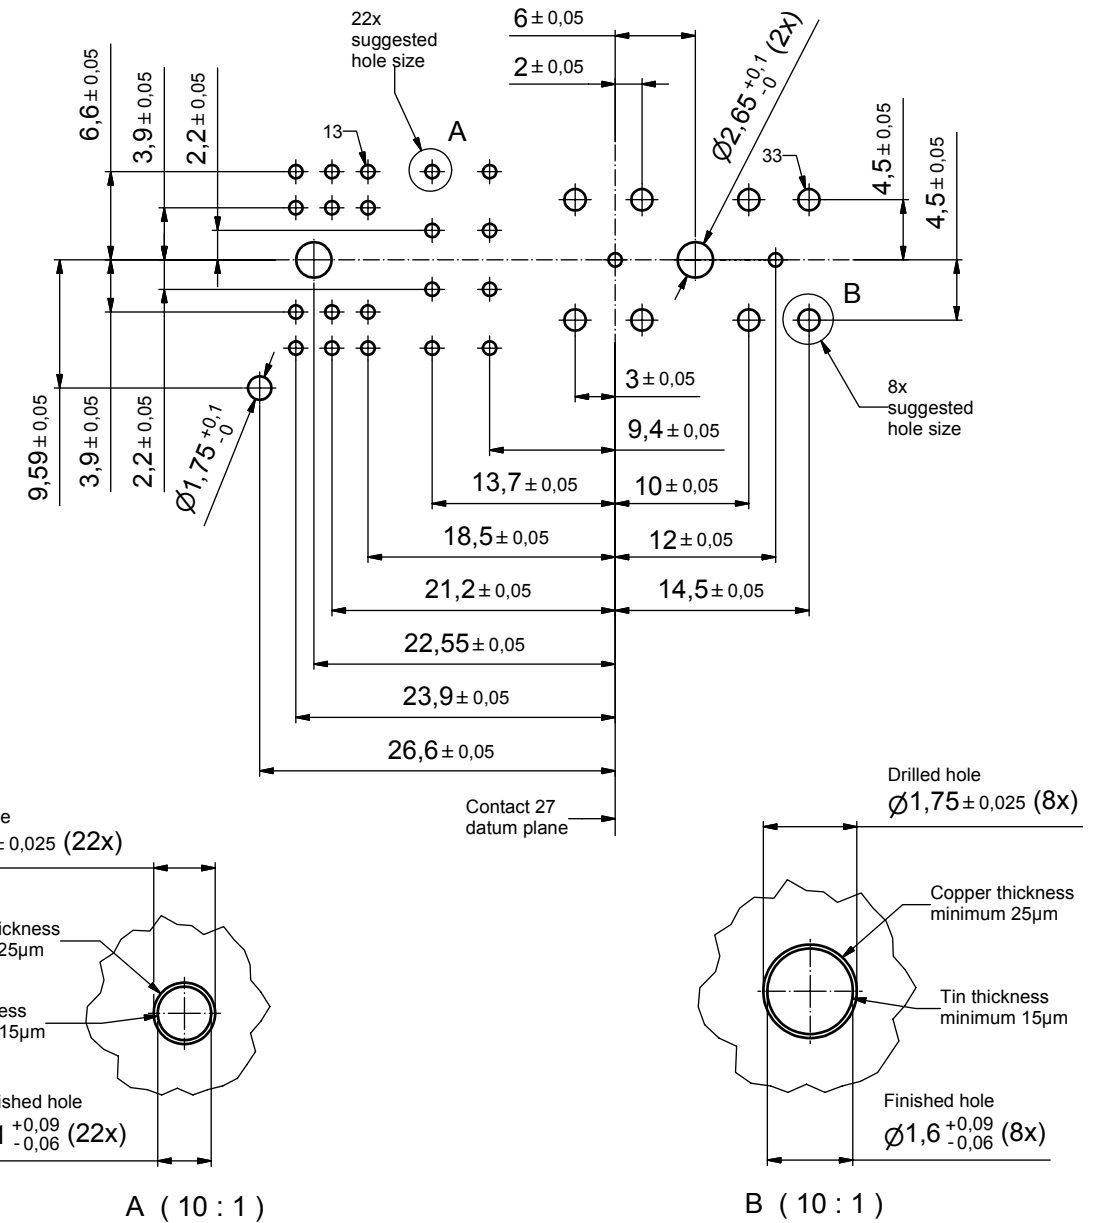 22x
suggested
hole size
6 ± 0,05
2 ± 0,05
Ø2,65 +0,1 -0 (2x)
6,6 ± 0,05
3,9 ± 0,05
2,2 ± 0,05
13
A
33
4,5 ± 0,05
4,5 ± 0,05
B
8x
suggested
hole size
9,59 ± 0,05
3,9 ± 0,05
2,2 ± 0,05
Ø1,75 +0,1 -0
3 ± 0,05
9,4 ± 0,05
13,7 ± 0,05
10 ± 0,05
18,5 ± 0,05
12 ± 0,05
21,2 ± 0,05
14,5 ± 0,05
22,55 ± 0,05
23,9 ± 0,05
26,6 ± 0,05
Contact 27
datum plane
± 0,025 (22x)
25µm
15µm
hole
+0,09 -0,06 (22x)
A ( 10 : 1 )
Drilled hole
Ø1,75 ± 0,025 (8x)
Copper thickness
minimum 25µm
Tin thickness
minimum 15µm
Finished hole
Ø1,6 +0,09 -0,06 (8x)
B ( 10 : 1 )